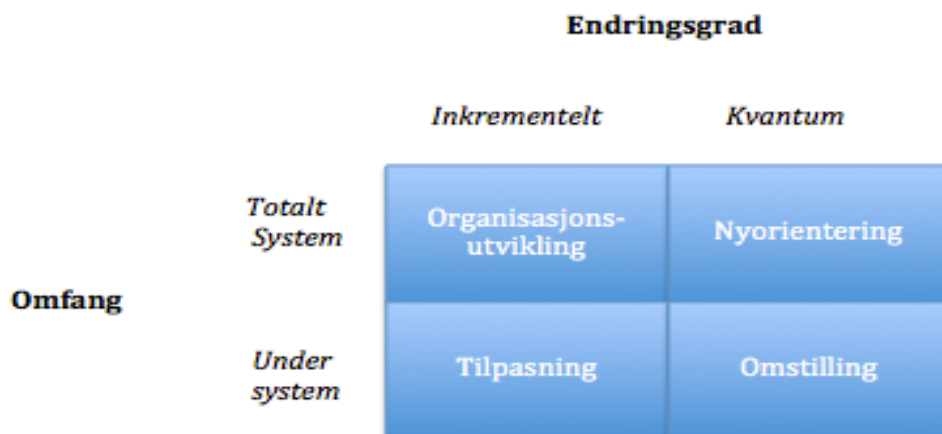 Endringsgrad
Inkrementelt Kvantum
Totalt
System
Organisasjons-
utvikling
Nyorientering
Omfang
Under
system
Tilpasning
Omstilling